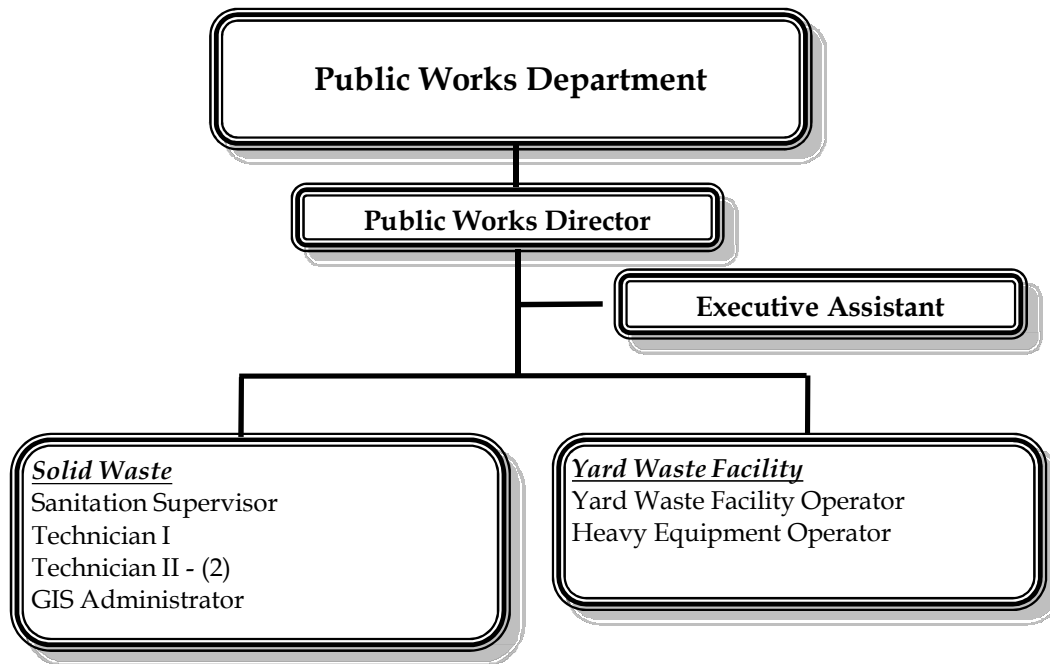 Public Works Department
Public Works Director
Executive Assistant
Solid Waste
Sanitation Supervisor
Technician I
Technician II - (2)
GIS Administrator
Yard Waste Facility
Yard Waste Facility Operator
Heavy Equipment Operator